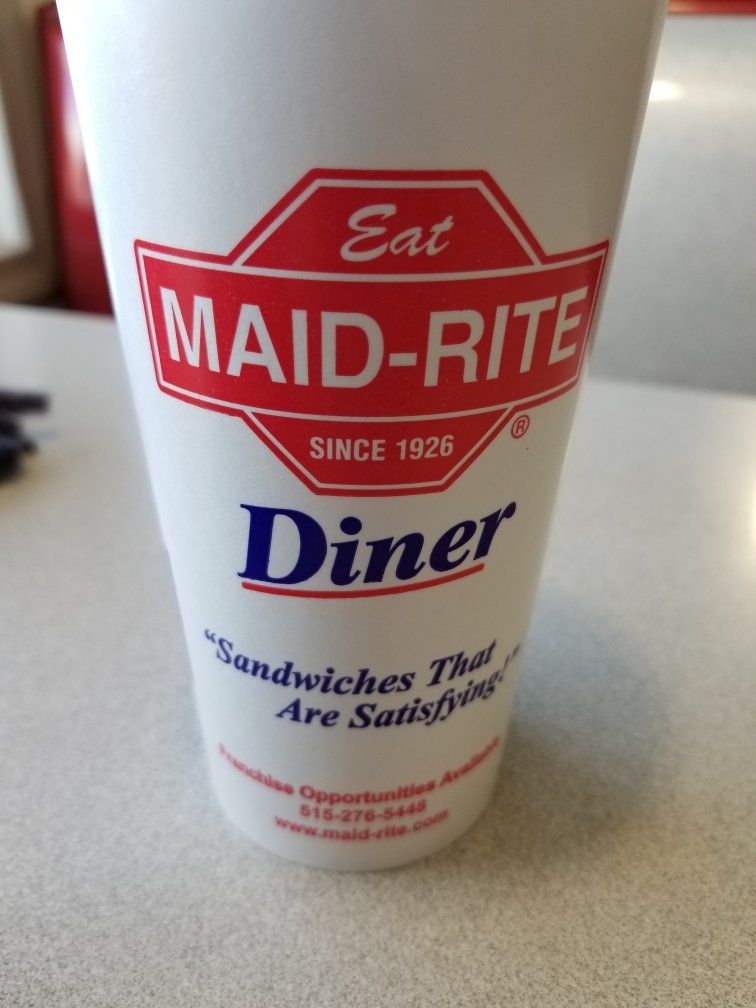 Eat
MAID-RITE
SINCE 1926
®
Diner
“Sandwiches That
Are Satisfying!”
Franchise Opportunities Available
515-276-5448
www.maid-rite.com